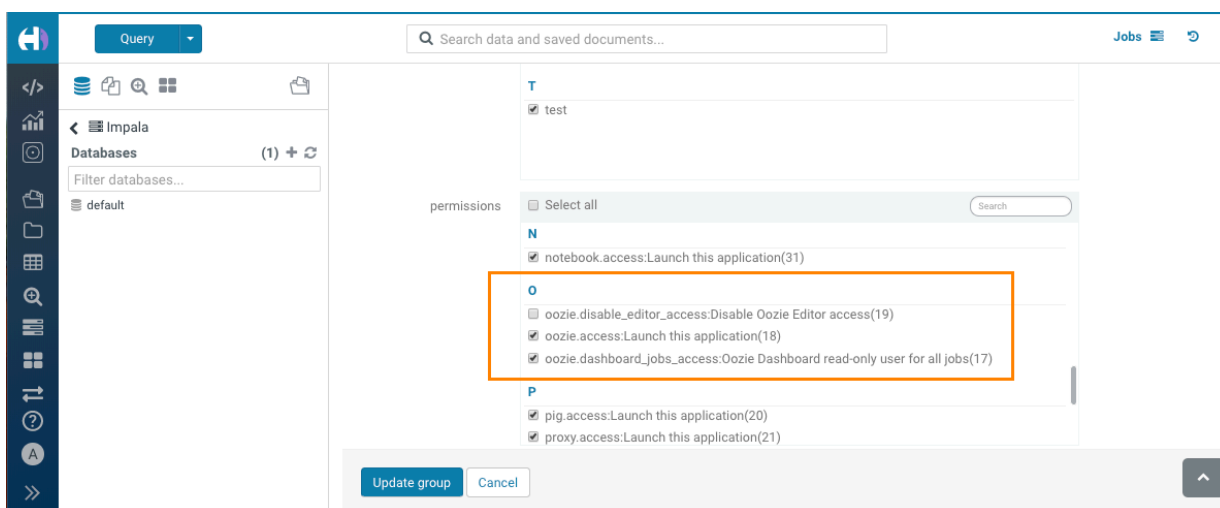 Query
Search data and saved documents...
Jobs
Impala
Databases (1)
Filter databases...
default
T
test
permissions
Select all
Search
N
notebook.access:Launch this application(31)
O
oozie.disable_editor_access:Disable Oozie Editor access(19)
oozie.access:Launch this application(18)
oozie.dashboard_jobs_access:Oozie Dashboard read-only user for all jobs(17)
P
pig.access:Launch this application(20)
proxy.access:Launch this application(21)
A
Update group
Cancel